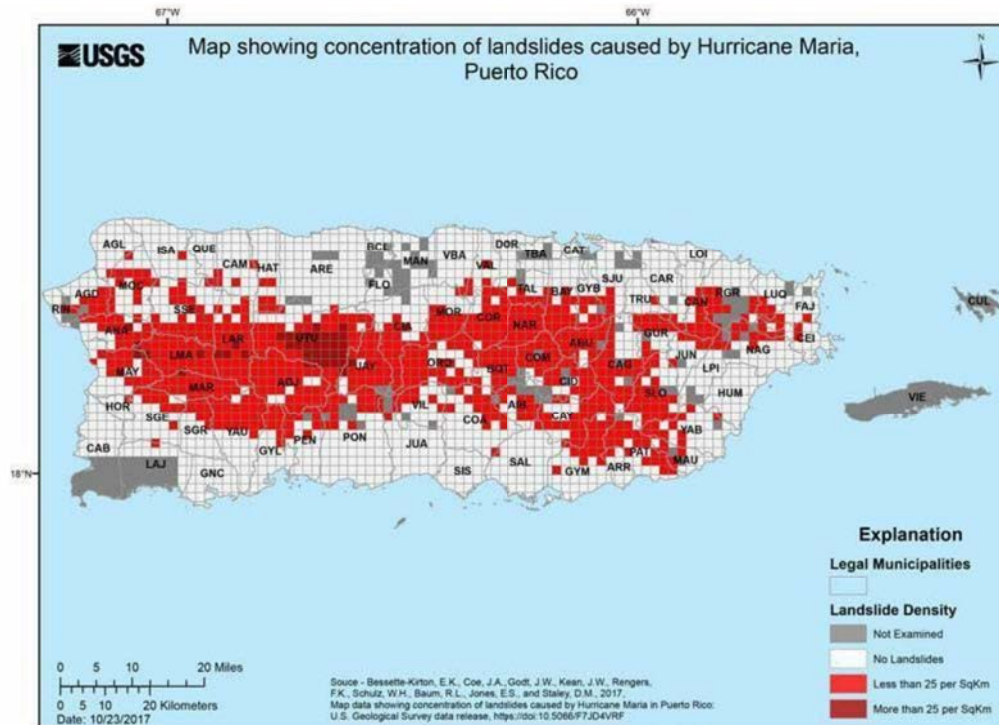 67°W
66°W
USGS
Map showing concentration of landslides caused by Hurricane Maria,
Puerto Rico
N
AGL
ISA
QUE
CAM
HAT
ARE
BCL
MAN
FLO
VBA
DOR
VAL
TBA
CAT
TAL
BAY
GYB
SJU
CAR
LOI
TRU
CAN
RGR
LUQ
FAJ
CUL
RIN
AGD
MOC
SSE
ANA
LAR
UTU
CIA
MOR
COR
NAR
AGU
GUR
CEI
NAG
LMA
MAY
MAR
ADJ
JAY
ORO
BQT
COM
CAG
JUN
LPI
CID
SLO
HUM
VIE
HOR
SGE
SGR
YAU
GYL
PEN
PON
VIL
COA
AIB
CAY
YAB
PAT
MAU
CAB
LAJ
GNC
JUA
SIS
SAL
GYM
ARR
18°N
Explanation
Legal Municipalities
Landslide Density
Not Examined
No Landslides
Less than 25 per SqKm
More than 25 per SqKm
0 5 10 20 Miles
0 5 10 20 Kilometers
Date: 10/23/2017
Souce - Bessette-Kirton, E.K., Coe, J.A., Godt, J.W., Kean, J.W., Rengers,
F.K., Schulz, W.H., Baum, R.L., Jones, E.S., and Staley, D.M., 2017,
Map data showing concentration of landslides caused by Hurricane Maria in Puerto Rico:
U.S. Geological Survey data release, https://doi.org/10.5066/F7JD4VRF